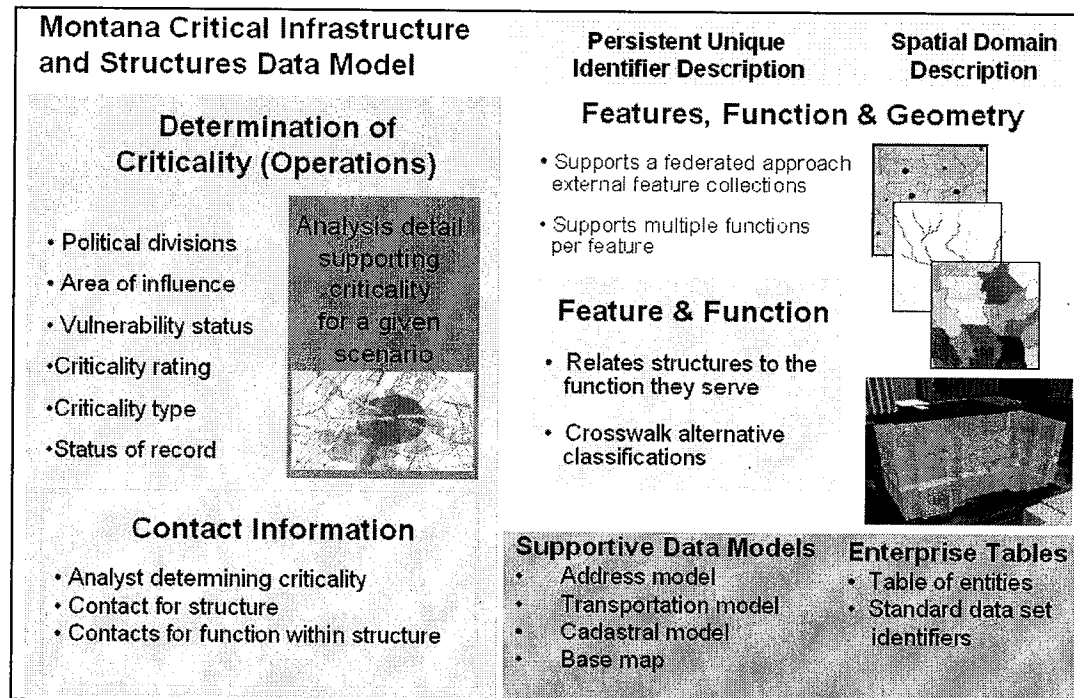 Montana Critical Infrastructure
and Structures Data Model
Determination of
Criticality (Operations)
• Political divisions
• Area of influence
• Vulnerability status
•Criticality rating
•Criticality type
•Status of record
Analysis detail
supporting
criticality
for a given
scenario
Contact Information
• Analyst determining criticality
• Contact for structure
• Contacts for function within structure
Persistent Unique
Identifier Description
Spatial Domain
Description
Features, Function & Geometry
• Supports a federated approach
external feature collections
• Supports multiple functions
per feature
Feature & Function
• Relates structures to the
function they serve
• Crosswalk alternative
classifications
Supportive Data Models
• Address model
• Transportation model
• Cadastral model
• Base map
Enterprise Tables
• Table of entities
• Standard data set
identifiers